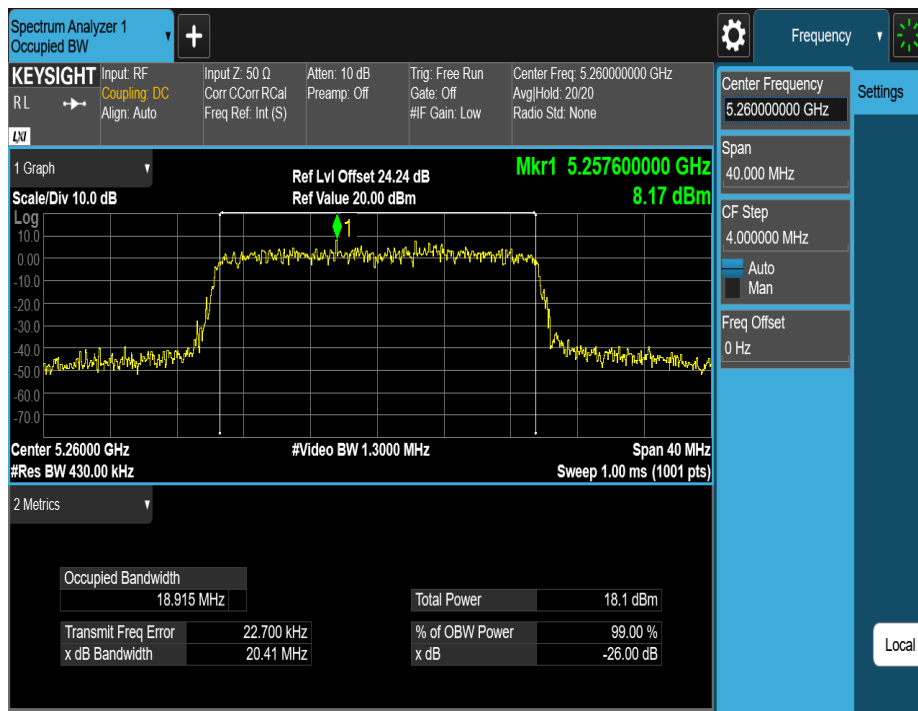 Spectrum Analyzer 1
Occupied BW
+
Frequency
KEYSIGHT
RL
LXI
Input: RF
Coupling: DC
Align: Auto
Input Z: 50 Ω
Corr CCorr RCal
Freq Ref: Int (S)
Atten: 10 dB
Preamp: Off
Trig: Free Run
Gate: Off
#IF Gain: Low
Center Freq: 5.260000000 GHz
Avg|Hold: 20/20
Radio Std: None
Center Frequency
5.260000000 GHz
Settings
Span
40.000 MHz
CF Step
4.000000 MHz
Auto
Man
Freq Offset
0 Hz
1 Graph
Scale/Div 10.0 dB
Ref Lvl Offset 24.24 dB
Ref Value 20.00 dBm
Mkr1 5.257600000 GHz
8.17 dBm
Log
1
10.0
0.00
-10.0
-20.0
-30.0
-40.0
-50.0
-60.0
-70.0
Center 5.26000 GHz
#Video BW 1.3000 MHz
Span 40 MHz
#Res BW 430.00 kHz
Sweep 1.00 ms (1001 pts)
2 Metrics
Occupied Bandwidth
18.915 MHz
Total Power 18.1 dBm
Transmit Freq Error 22.700 kHz
% of OBW Power 99.00 %
x dB Bandwidth 20.41 MHz
x dB -26.00 dB
Local